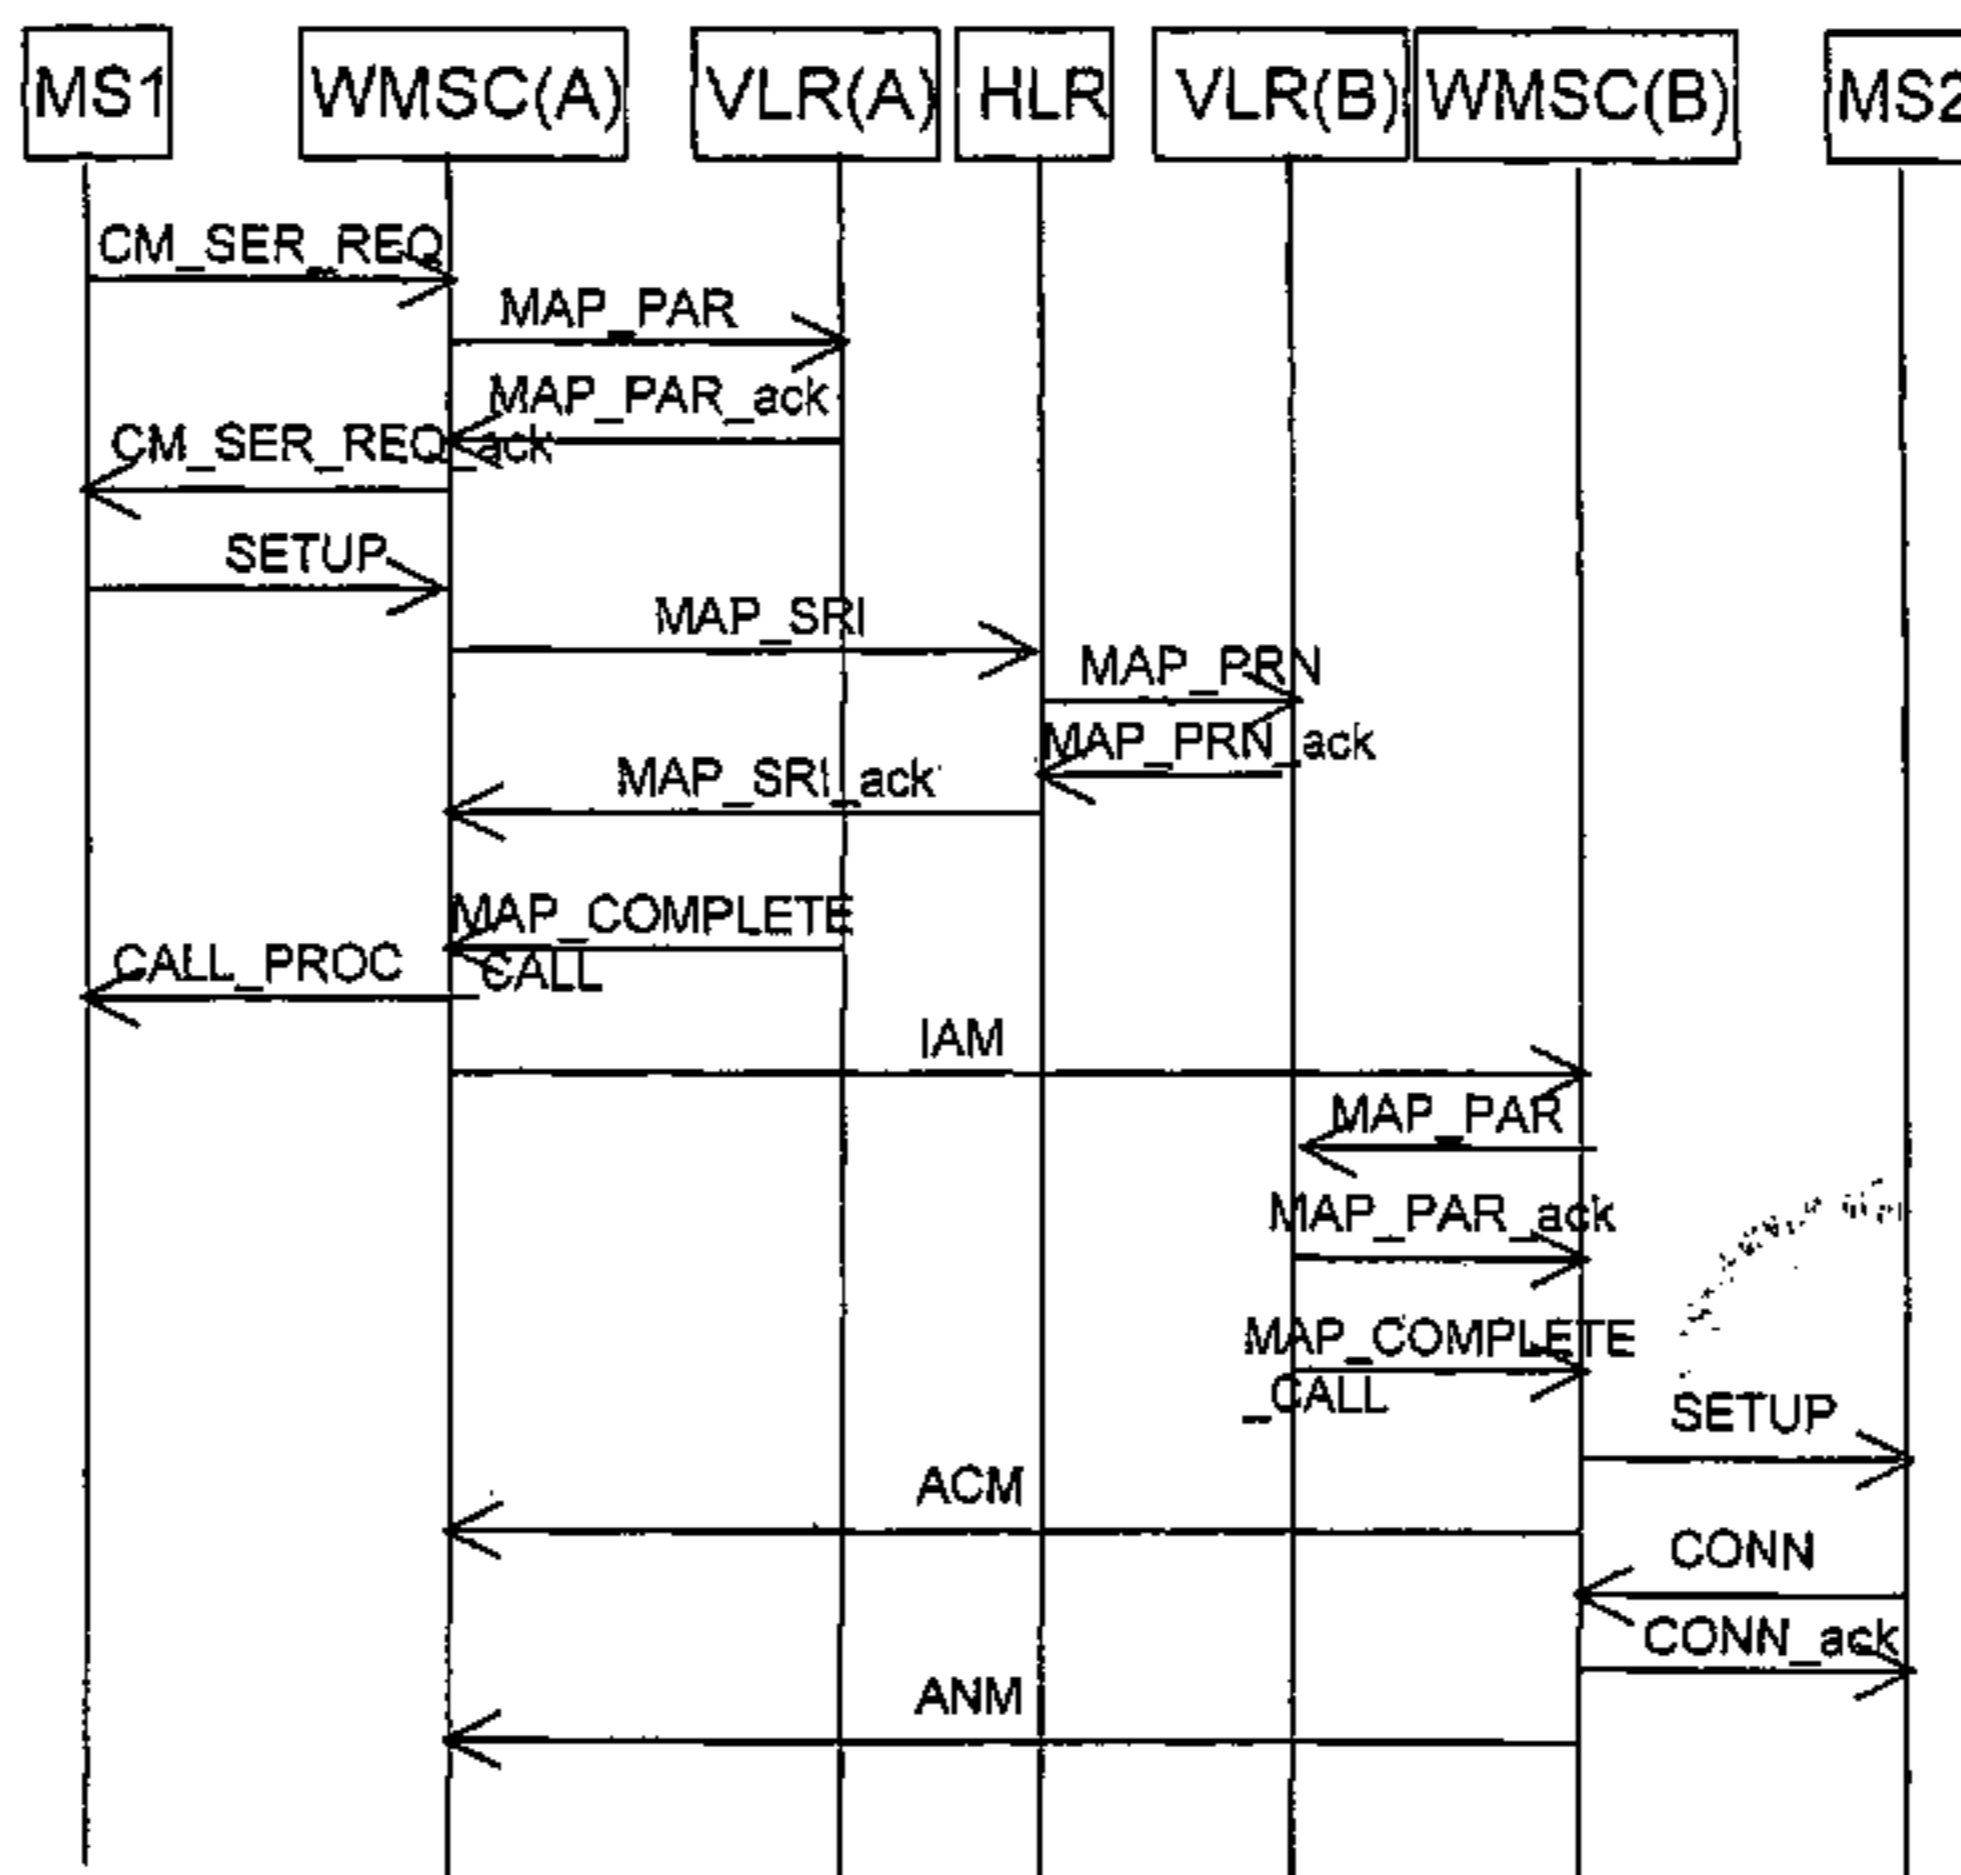 MS1
WMSC(A)
VLR(A)
HLR
VLR(B)
WMSC(B)
MS2
CM_SER_REQ
MAP_PAR
MAP_PAR_ack
CM_SER_REQ_ack
SETUP
MAP_SRI
MAP_PRN
MAP_PRN_ack
MAP_SRI_ack
MAP_COMPLETE
CALL_PROC
CALL
IAM
MAP_PAR
MAP_PAR_ack
MAP_COMPLETE
_CALL
SETUP
ACM
CONN
CONN_ack
ANM